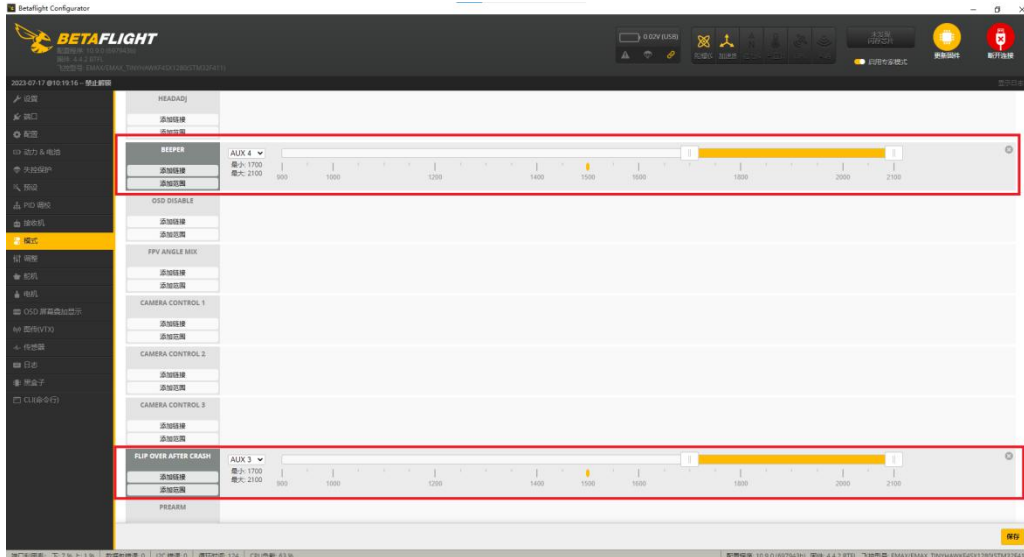 Betaflight Configurator
BETAFLIGHT
0.02V (USB)
更新固件
断开连接
启用专家模式
2023-07-17 @10:19:16 -- 禁止解锁
显示日志
设置
端口
配置
动力 & 电池
失控保护
预设
PID 调校
接收机
模式
调整
舵机
电机
OSD 屏幕叠加显示
图传(VTX)
传感器
日志
黑盒子
CLI(命令行)
HEADADJ
添加链接
添加范围
BEEPER
添加链接
添加范围
AUX 4
最小: 1700
最大: 2100
900 1000 1200 1400 1500 1600 1800 2000 2100
OSD DISABLE
添加链接
添加范围
FPV ANGLE MIX
添加链接
添加范围
CAMERA CONTROL 1
添加链接
添加范围
CAMERA CONTROL 2
添加链接
添加范围
CAMERA CONTROL 3
添加链接
添加范围
FLIP OVER AFTER CRASH
添加链接
添加范围
AUX 3
最小: 1700
最大: 2100
900 1000 1200 1400 1500 1600 1800 2000 2100
PREARM
保存